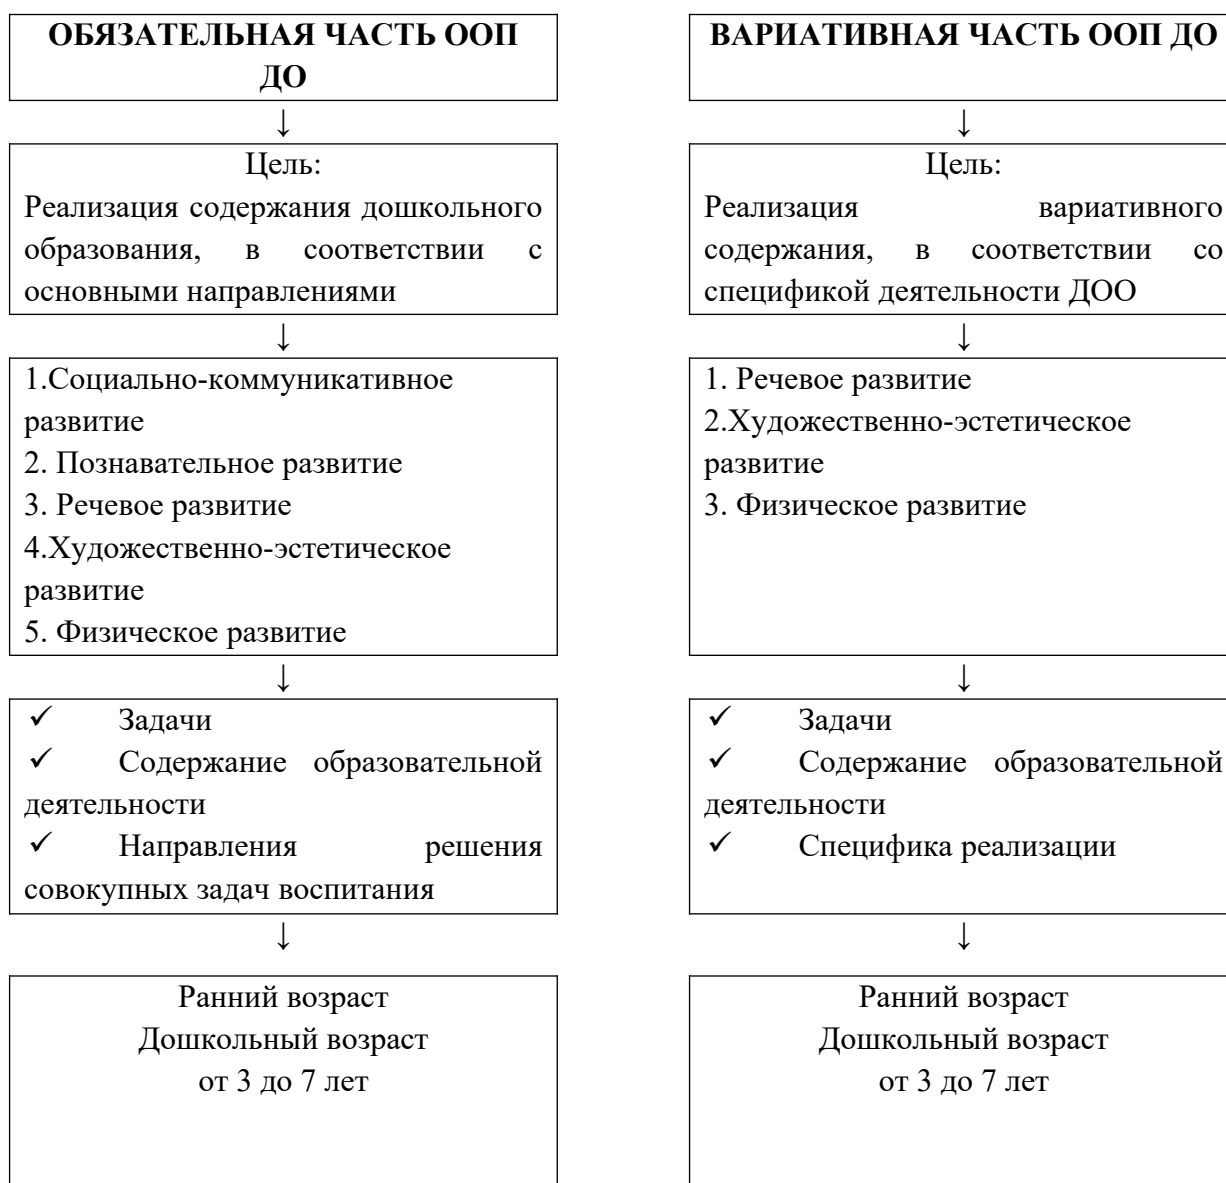 ОБЯЗАТЕЛЬНАЯ ЧАСТЬ ООП
ДО
↓
Цель:
Реализация содержания дошкольного
образования, в соответствии с
основными направлениями
↓
1.Социально-коммуникативное
развитие
2. Познавательное развитие
3. Речевое развитие
4.Художественно-эстетическое
развитие
5. Физическое развитие
↓
✓ Задачи
✓ Содержание образовательной
деятельности
✓ Направления решения
совокупных задач воспитания
↓
Ранний возраст
Дошкольный возраст
от 3 до 7 лет
ВАРИАТИВНАЯ ЧАСТЬ ООП ДО
↓
Цель:
Реализация вариативного
содержания, в соответствии со
спецификой деятельности ДОО
↓
1. Речевое развитие
2.Художественно-эстетическое
развитие
3. Физическое развитие
↓
✓ Задачи
✓ Содержание образовательной
деятельности
✓ Специфика реализации
↓
Ранний возраст
Дошкольный возраст
от 3 до 7 лет